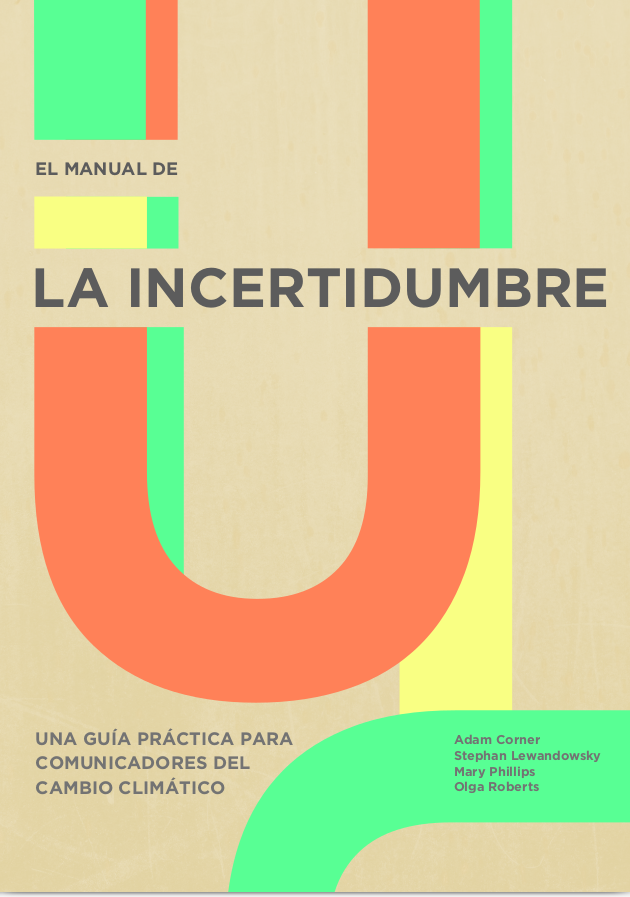 EL MANUAL DE
LA INCERTIDUMBRE
UNA GUÍA PRÁCTICA PARA
COMUNICADORES DEL
CAMBIO CLIMÁTICO
Adam Corner
Stephan Lewandowsky
Mary Phillips
Olga Roberts